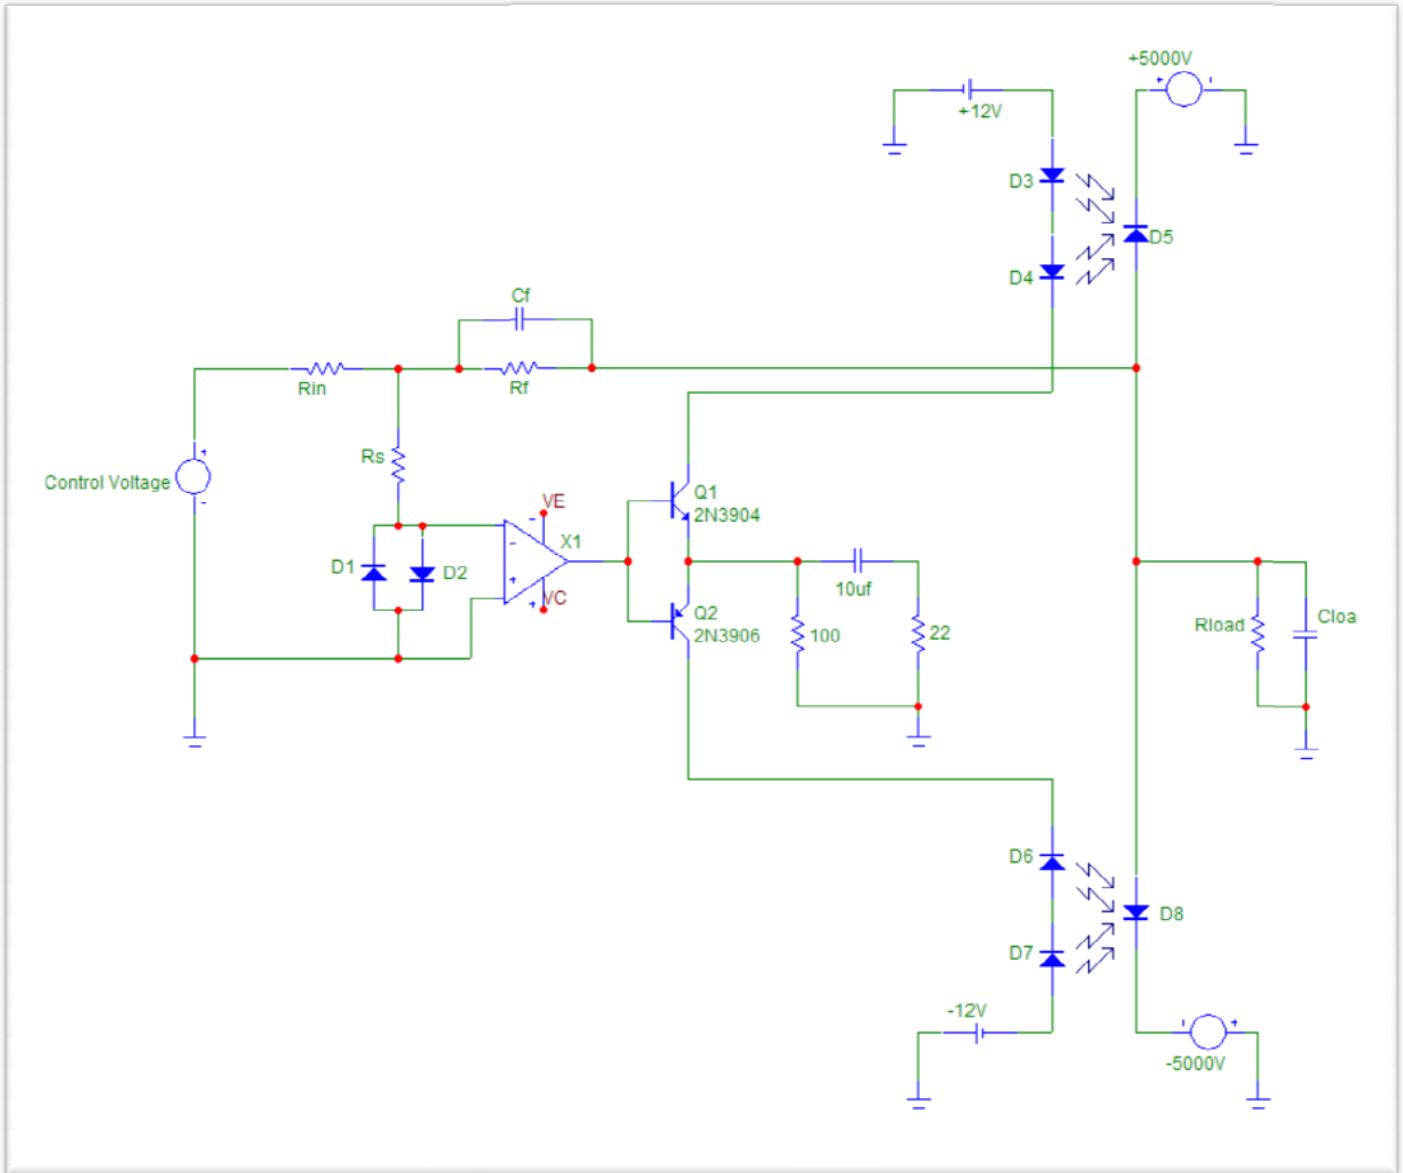 +5000V
+12V
D3
D5
D4
Cf
Rin
Rf
Rs
Control Voltage
VE
Q1
2N3904
X1
D1
D2
VC
10uf
Q2
2N3906
100
22
Rload
Cloa
D6
D8
D7
-12V
-5000V